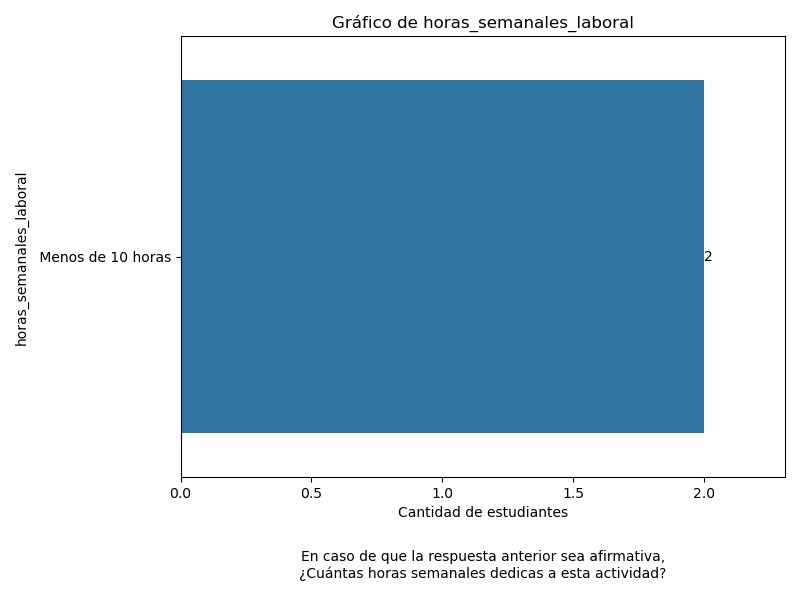 Gráfico de horas_semanales_laboral
horas_semanales_laboral
Menos de 10 horas
2
0.0 0.5 1.0 1.5 2.0
Cantidad de estudiantes
En caso de que la respuesta anterior sea afirmativa,
¿Cuántas horas semanales dedicas a esta actividad?